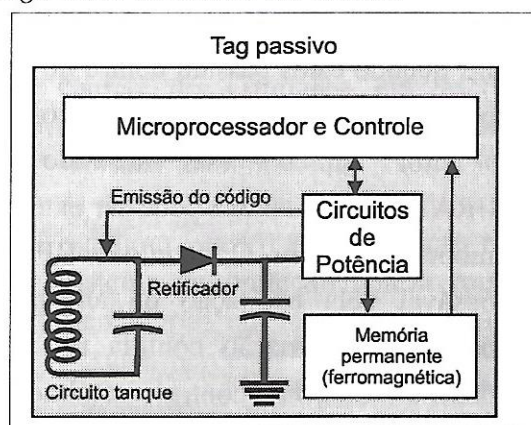 Tag passivo
Microprocessador e Controle
Emissão do código
Circuitos
de
Potência
Retificador
Memória
permanente
(ferromagnética)
Circuito tanque